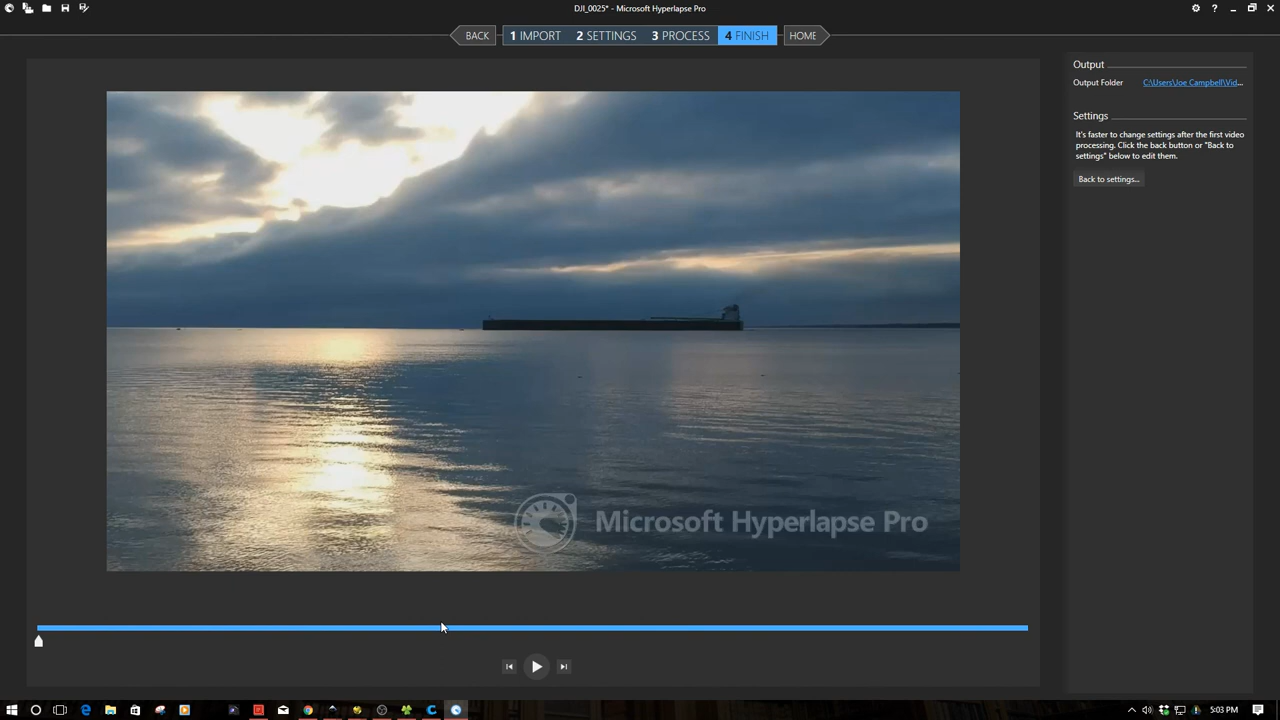 DJI_0025* - Microsoft Hyperlapse Pro
?
BACK
1 IMPORT
2 SETTINGS
3 PROCESS
4 FINISH
HOME
Output
Output Folder C:\Users\Joe Campbell\Vid...
Settings
It's faster to change settings after the first video
processing. Click the back button or "Back to
settings" below to edit them.
Back to settings...
Microsoft Hyperlapse Pro
5:03 PM